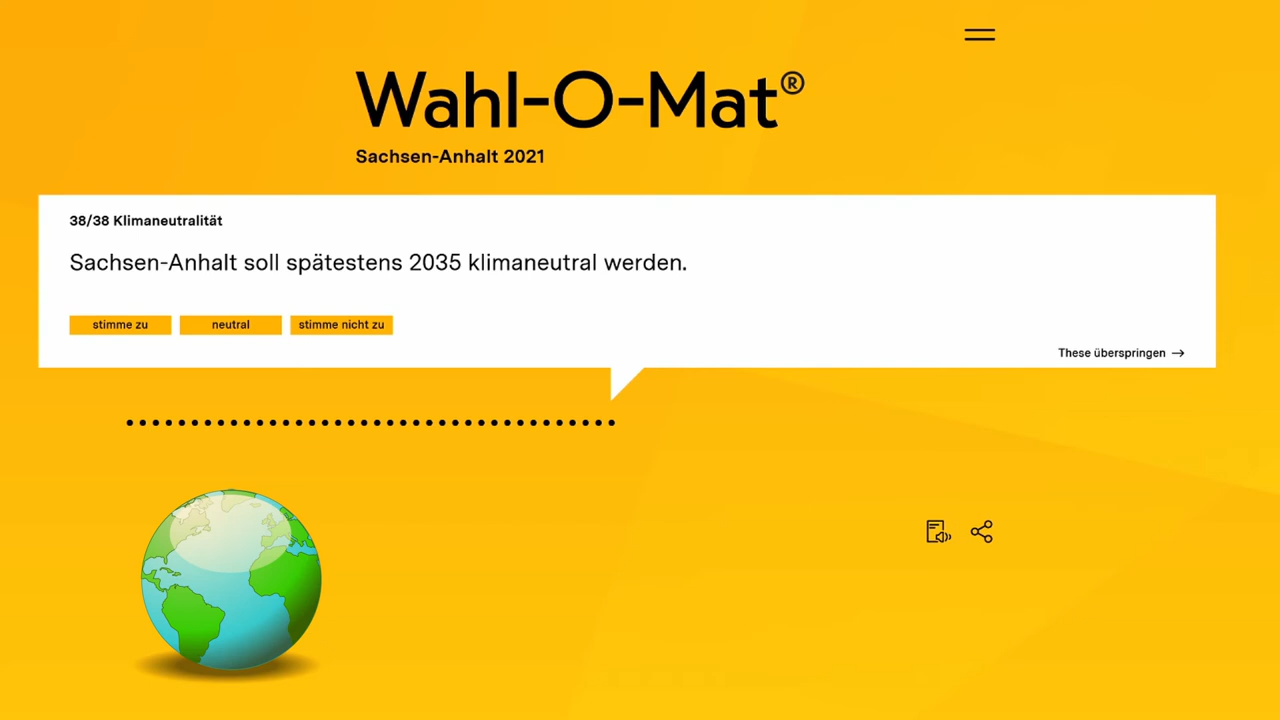 Wahl-O-Mat®
Sachsen-Anhalt 2021
38/38 Klimaneutralität
Sachsen-Anhalt soll spätestens 2035 klimaneutral werden.
stimme zu neutral stimme nicht zu
These überspringen →